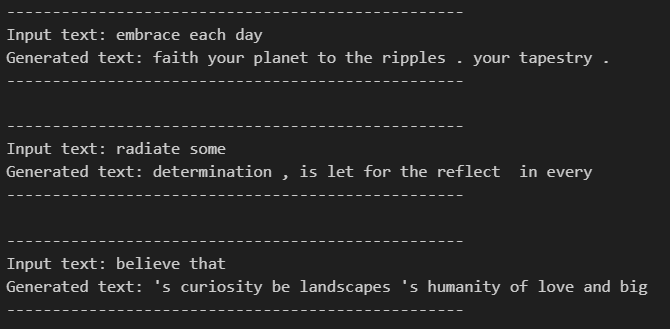 --------------------------------------------------
Input text: embrace each day
Generated text: faith your planet to the ripples . your tapestry .
--------------------------------------------------
--------------------------------------------------
Input text: radiate some
Generated text: determination , is let for the reflect  in every
--------------------------------------------------
--------------------------------------------------
Input text: believe that
Generated text: 's curiosity be landscapes 's humanity of love and big
--------------------------------------------------